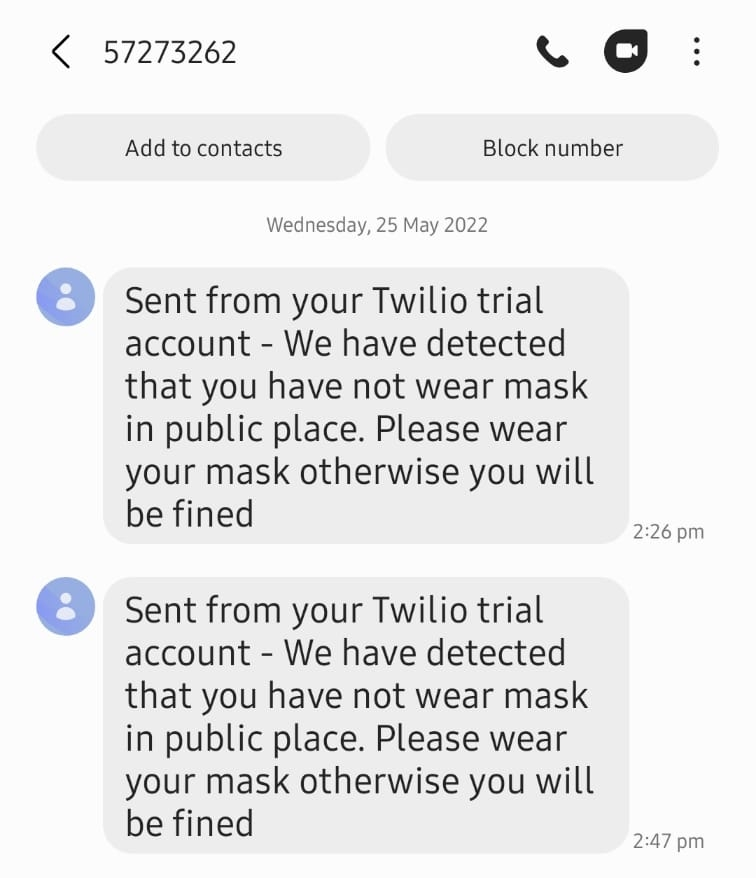 57273262
Add to contacts
Block number
Wednesday, 25 May 2022
Sent from your Twilio trial
account - We have detected
that you have not wear mask
in public place. Please wear
your mask otherwise you will
be fined
2:26 pm
Sent from your Twilio trial
account - We have detected
that you have not wear mask
in public place. Please wear
your mask otherwise you will
be fined
2:47 pm